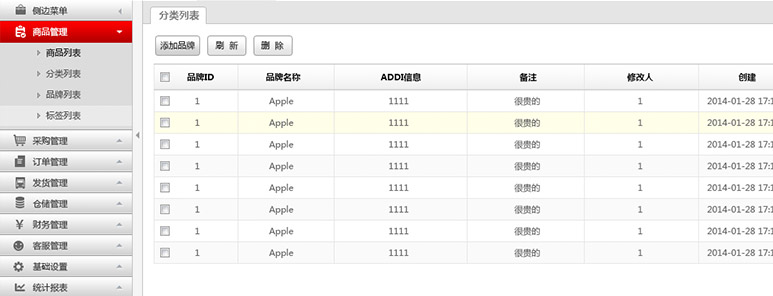 侧边菜单
商品管理
商品列表
分类列表
品牌列表
标签列表
采购管理
订单管理
发货管理
仓储管理
财务管理
客服管理
基础设置
统计报表
分类列表
添加品牌 刷 新 删 除
品牌ID 品牌名称 ADDI信息 备注 修改人 创建
1 Apple 1111 很贵的 1 2014-01-28 17:1
1 Apple 1111 很贵的 1 2014-01-28 17:1
1 Apple 1111 很贵的 1 2014-01-28 17:1
1 Apple 1111 很贵的 1 2014-01-28 17:1
1 Apple 1111 很贵的 1 2014-01-28 17:1
1 Apple 1111 很贵的 1 2014-01-28 17:1
1 Apple 1111 很贵的 1 2014-01-28 17:1
1 Apple 1111 很贵的 1 2014-01-28 17:1